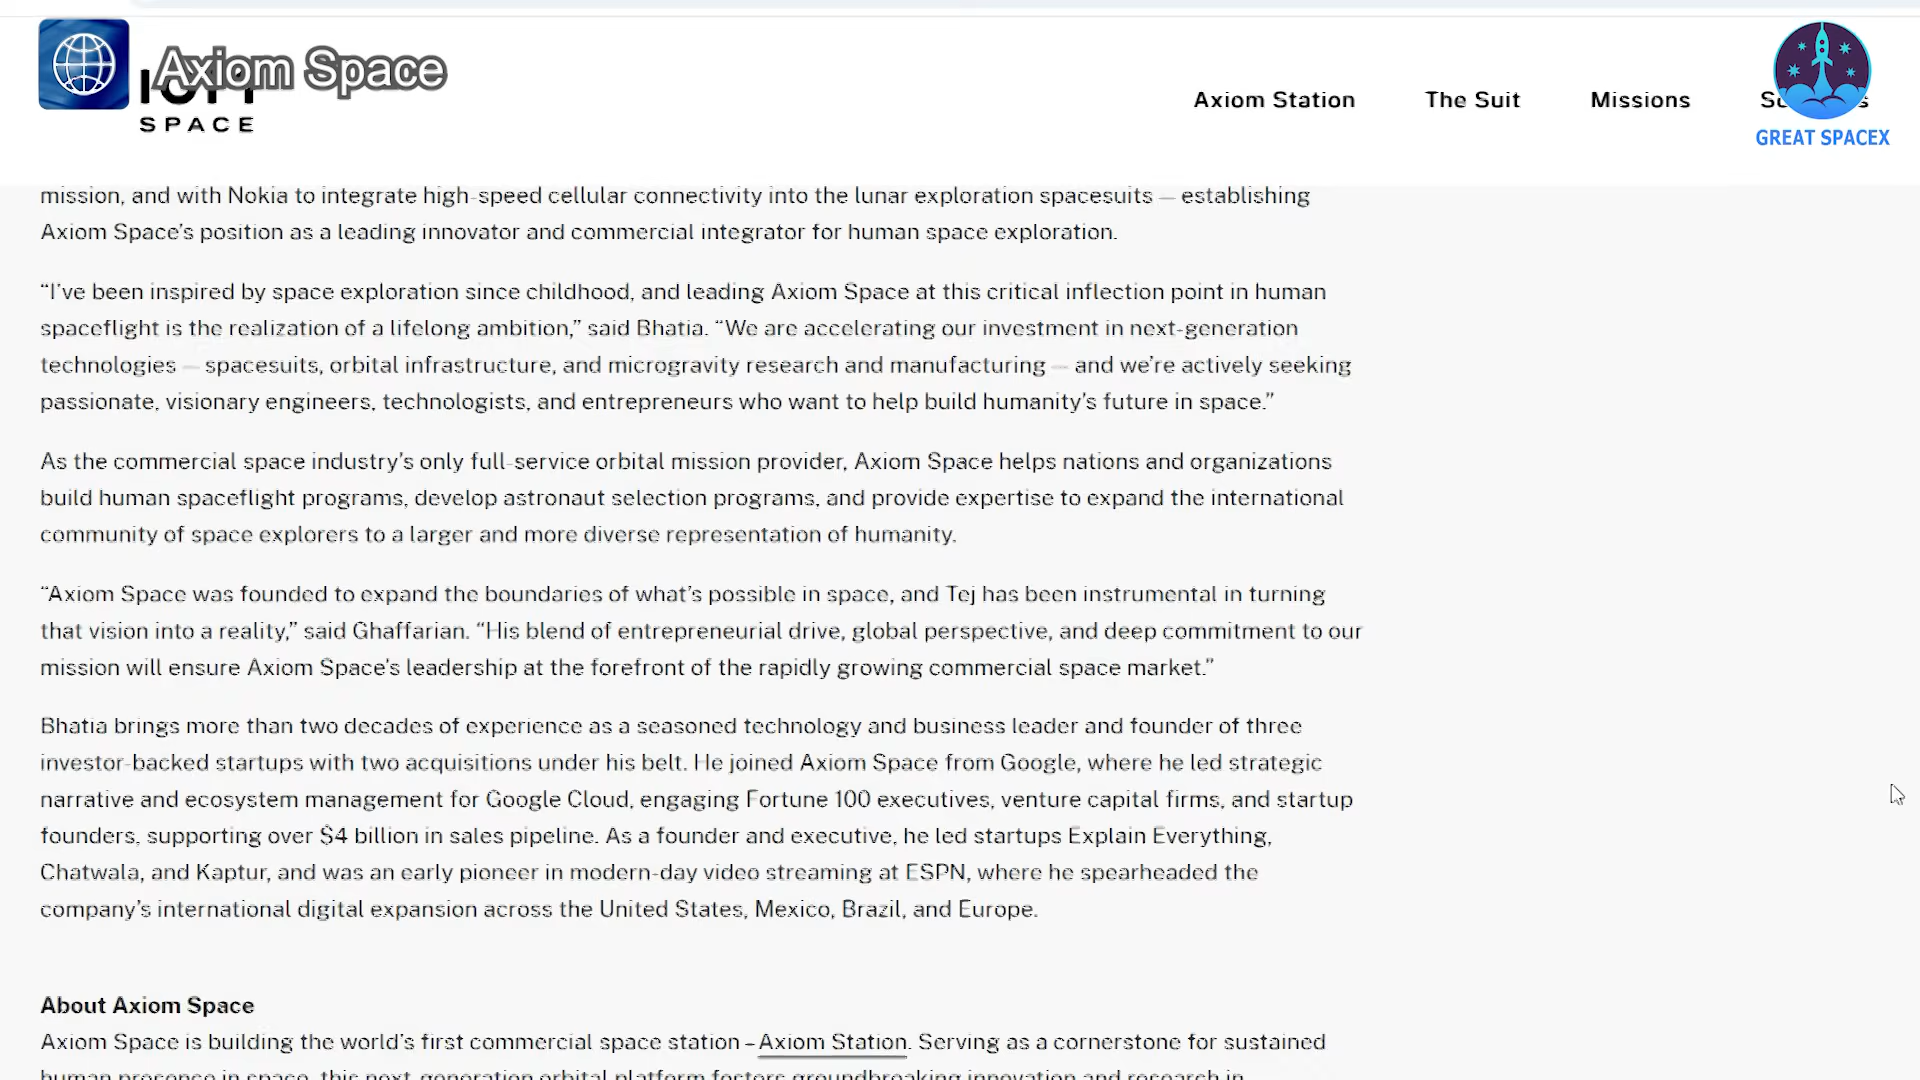 Axiom Space
SPACE
Axiom Station
The Suit
Missions
GREAT SPACEX
mission, and with Nokia to integrate high-speed cellular connectivity into the lunar exploration spacesuits — establishing
Axiom Space’s position as a leading innovator and commercial integrator for human space exploration.
“I’ve been inspired by space exploration since childhood, and leading Axiom Space at this critical inflection point in human
spaceflight is the realization of a lifelong ambition,” said Bhatia. “We are accelerating our investment in next-generation
technologies — spacesuits, orbital infrastructure, and microgravity research and manufacturing — and we’re actively seeking
passionate, visionary engineers, technologists, and entrepreneurs who want to help build humanity’s future in space.”
As the commercial space industry’s only full-service orbital mission provider, Axiom Space helps nations and organizations
build human spaceflight programs, develop astronaut selection programs, and provide expertise to expand the international
community of space explorers to a larger and more diverse representation of humanity.
“Axiom Space was founded to expand the boundaries of what’s possible in space, and Tej has been instrumental in turning
that vision into a reality,” said Ghaffarian. “His blend of entrepreneurial drive, global perspective, and deep commitment to our
mission will ensure Axiom Space’s leadership at the forefront of the rapidly growing commercial space market.”
Bhatia brings more than two decades of experience as a seasoned technology and business leader and founder of three
investor-backed startups with two acquisitions under his belt. He joined Axiom Space from Google, where he led strategic
narrative and ecosystem management for Google Cloud, engaging Fortune 100 executives, venture capital firms, and startup
founders, supporting over $4 billion in sales pipeline. As a founder and executive, he led startups Explain Everything,
Chatwala, and Kaptur, and was an early pioneer in modern-day video streaming at ESPN, where he spearheaded the
company’s international digital expansion across the United States, Mexico, Brazil, and Europe.
About Axiom Space
Axiom Space is building the world’s first commercial space station – Axiom Station. Serving as a cornerstone for sustained
human presence in space, this next-generation orbital platform fosters groundbreaking innovation and research in